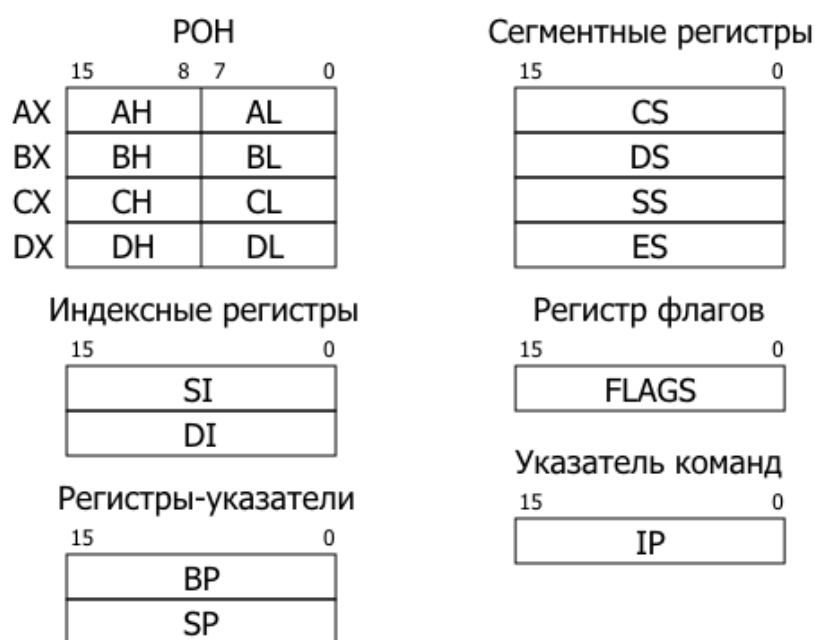 РОН
15 8 7 0
AX AH AL
BX BH BL
CX CH CL
DX DH DL
Индексные регистры
15 0
SI
DI
Регистры-указатели
15 0
BP
SP
Сегментные регистры
15 0
CS
DS
SS
ES
Регистр флагов
15 0
FLAGS
Указатель команд
15 0
IP